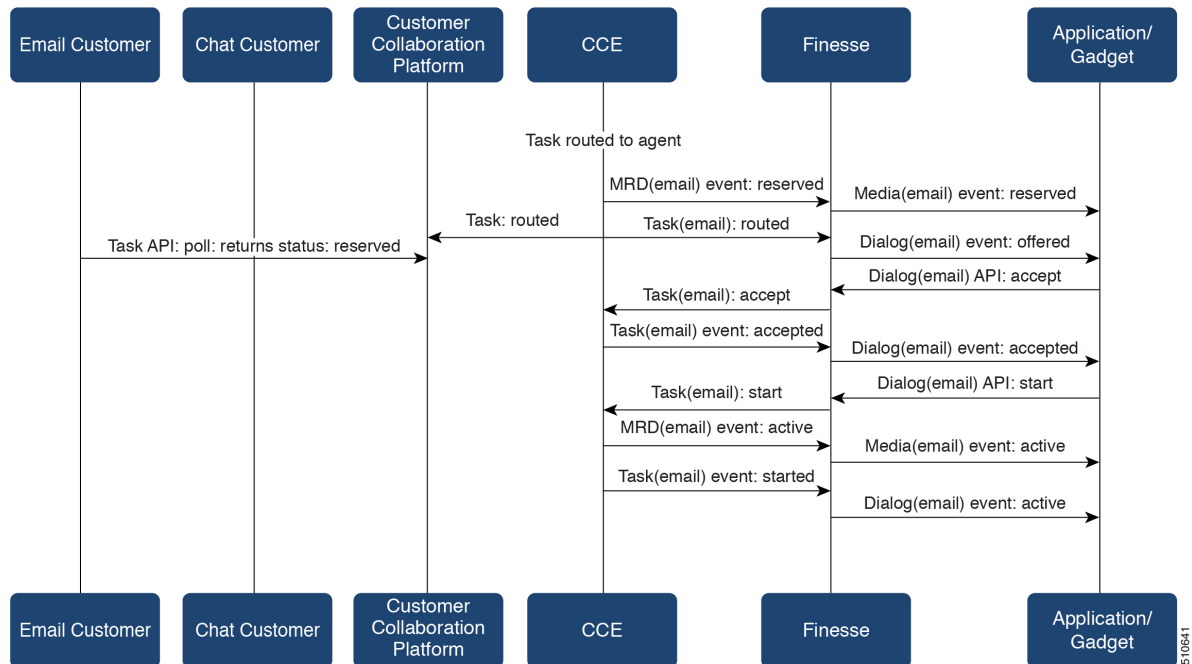 Email Customer
Chat Customer
Customer
Collaboration
Platform
CCE
Finesse
Application/
Gadget
Task routed to agent
MRD(email) event: reserved
Media(email) event: reserved
Task: routed
Task(email): routed
Task API: poll: returns status: reserved
Dialog(email) event: offered
Dialog(email) API: accept
Task(email): accept
Task(email) event: accepted
Dialog(email) event: accepted
Dialog(email) API: start
Task(email): start
MRD(email) event: active
Media(email) event: active
Task(email) event: started
Dialog(email) event: active
Email Customer
Chat Customer
Customer
Collaboration
Platform
CCE
Finesse
Application/
Gadget
510641